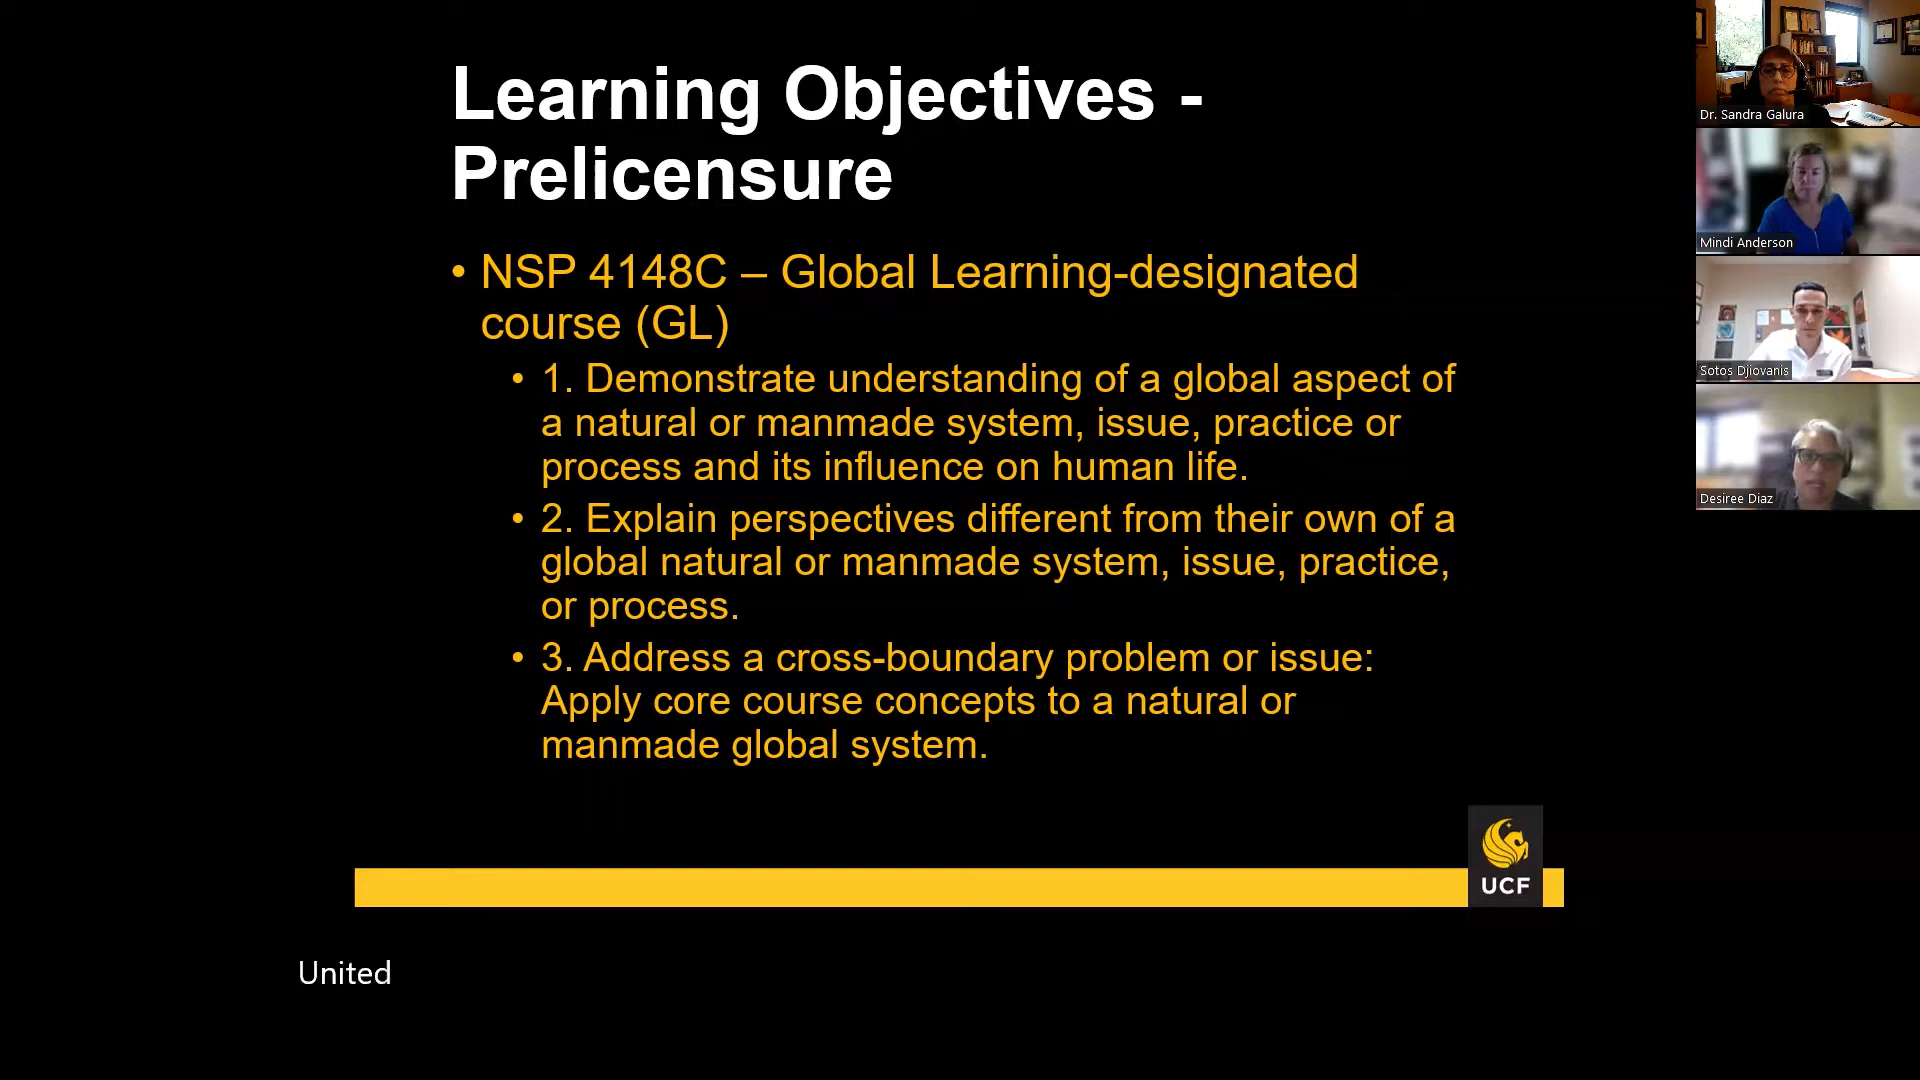 Learning Objectives -
Prelicensure
• NSP 4148C – Global Learning-designated
course (GL)
• 1. Demonstrate understanding of a global aspect of
a natural or manmade system, issue, practice or
process and its influence on human life.
• 2. Explain perspectives different from their own of a
global natural or manmade system, issue, practice,
or process.
• 3. Address a cross-boundary problem or issue:
Apply core course concepts to a natural or
manmade global system.
UCF
United
Dr. Sandra Galura
Mindi Anderson
Sotos Djiovanis
Desiree Diaz